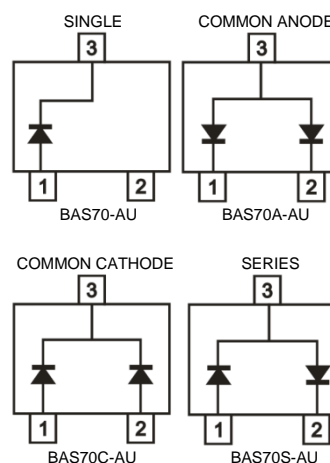 SINGLE
3
1 2
BAS70-AU
COMMON ANODE
3
1 2
BAS70A-AU
COMMON CATHODE
3
1 2
BAS70C-AU
SERIES
3
1 2
BAS70S-AU